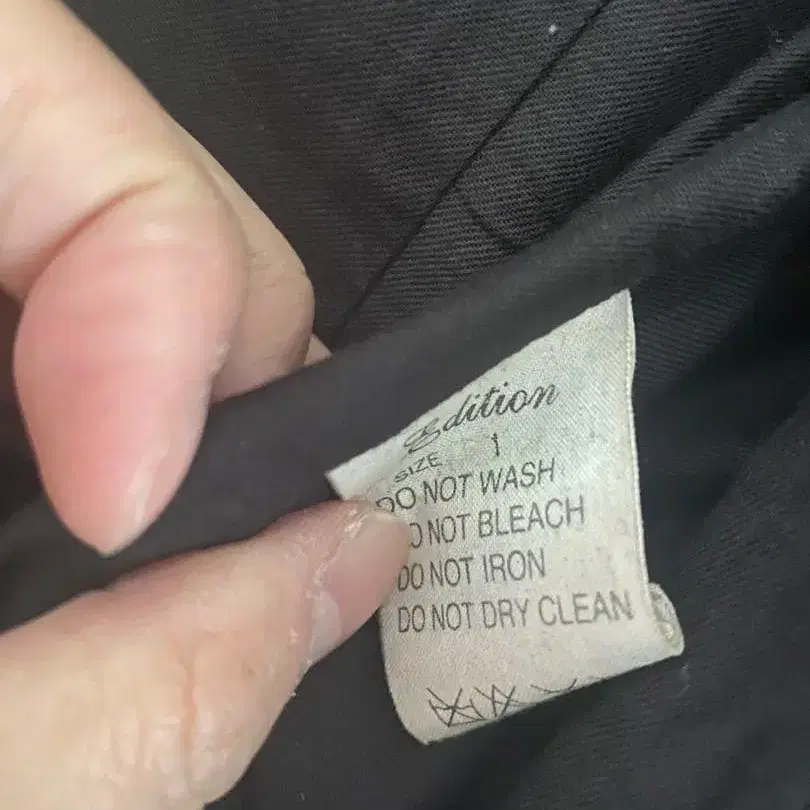 Edition
SIZE 1
DO NOT WASH
DO NOT BLEACH
DO NOT IRON
DO NOT DRY CLEAN